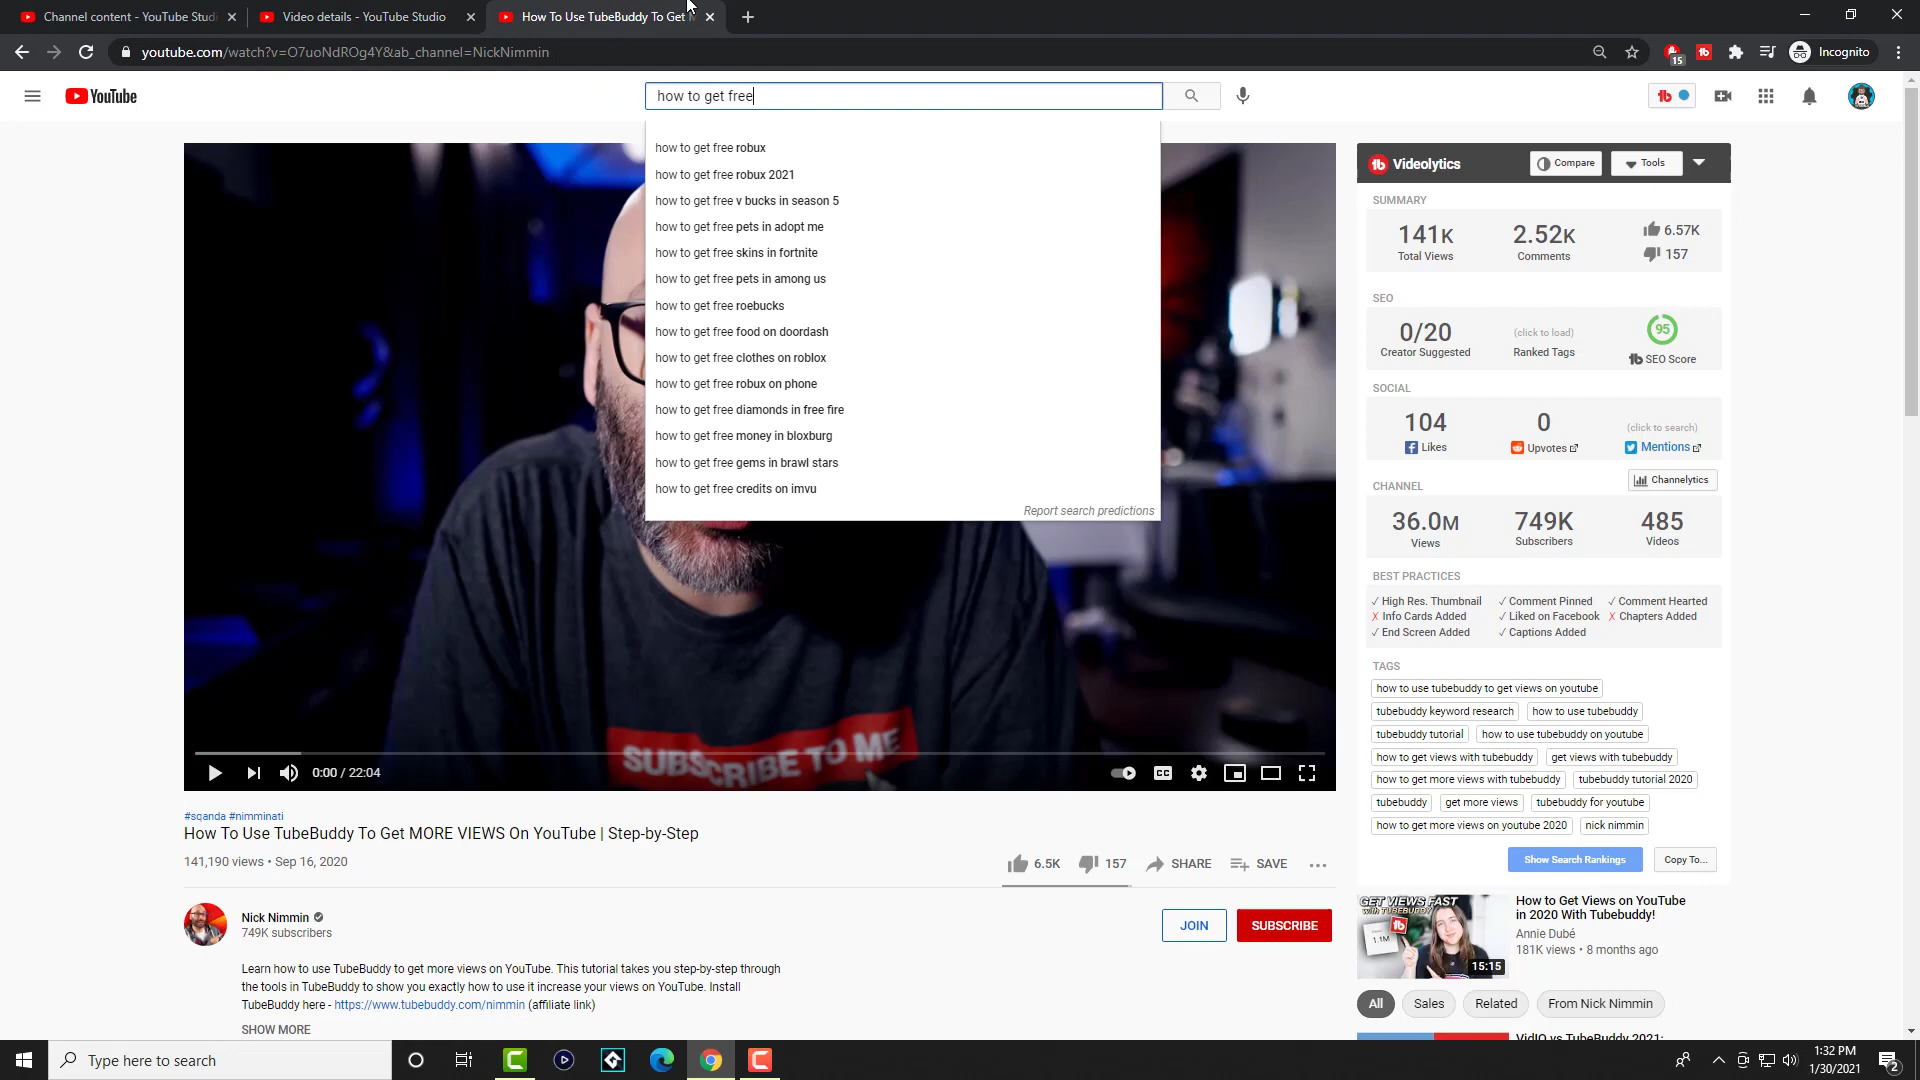 Channel content - YouTube Studi
Video details - YouTube Studio
How To Use TubeBuddy To Get M
youtube.com/watch?v=O7uoNdROg4Y&ab_channel=NickNimmin
15
Incognito
YouTube
how to get free
how to get free robux
how to get free robux 2021
how to get free v bucks in season 5
how to get free pets in adopt me
how to get free skins in fortnite
how to get free pets in among us
how to get free roebucks
how to get free food on doordash
how to get free clothes on roblox
how to get free robux on phone
how to get free diamonds in free fire
how to get free money in bloxburg
how to get free gems in brawl stars
how to get free credits on imvu
Report search predictions
SUBSCRIBE TO ME
0:00 / 22:04
CC
#sqanda #nimminati
How To Use TubeBuddy To Get MORE VIEWS On YouTube | Step-by-Step
141,190 views • Sep 16, 2020
6.5K 157 SHARE SAVE
Nick Nimmin
749K subscribers
JOIN SUBSCRIBE
Learn how to use TubeBuddy to get more views on YouTube. This tutorial takes you step-by-step through
the tools in TubeBuddy to show you exactly how to use it increase your views on YouTube. Install
TubeBuddy here - https://www.tubebuddy.com/nimmin (affiliate link)
SHOW MORE
Videolytics Compare Tools
SUMMARY
141K 2.52K 6.57K
Total Views Comments 157
SEO
0/20 (click to load) 95
Creator Suggested Ranked Tags SEO Score
SOCIAL
104 0 (click to search)
Likes Upvotes Mentions
CHANNEL Channelytics
36.0M 749K 485
Views Subscribers Videos
BEST PRACTICES
✓ High Res. Thumbnail ✓ Comment Pinned ✓ Comment Hearted
✗ Info Cards Added ✓ Liked on Facebook ✗ Chapters Added
✓ End Screen Added ✓ Captions Added
TAGS
how to use tubebuddy to get views on youtube
tubebuddy keyword research how to use tubebuddy
tubebuddy tutorial how to use tubebuddy on youtube
how to get views with tubebuddy get views with tubebuddy
how to get more views with tubebuddy tubebuddy tutorial 2020
tubebuddy get more views tubebuddy for youtube
how to get more views on youtube 2020 nick nimmin
Show Search Rankings Copy To...
GET VIEWS FAST
with TUBEBUDDY
1.1M
15:15
How to Get Views on YouTube
in 2020 With Tubebuddy!
Annie Dubé
181K views • 8 months ago
All Sales Related From Nick Nimmin
VidIQ vs TubeBuddy 2021:
Type here to search
1:32 PM
1/30/2021
2